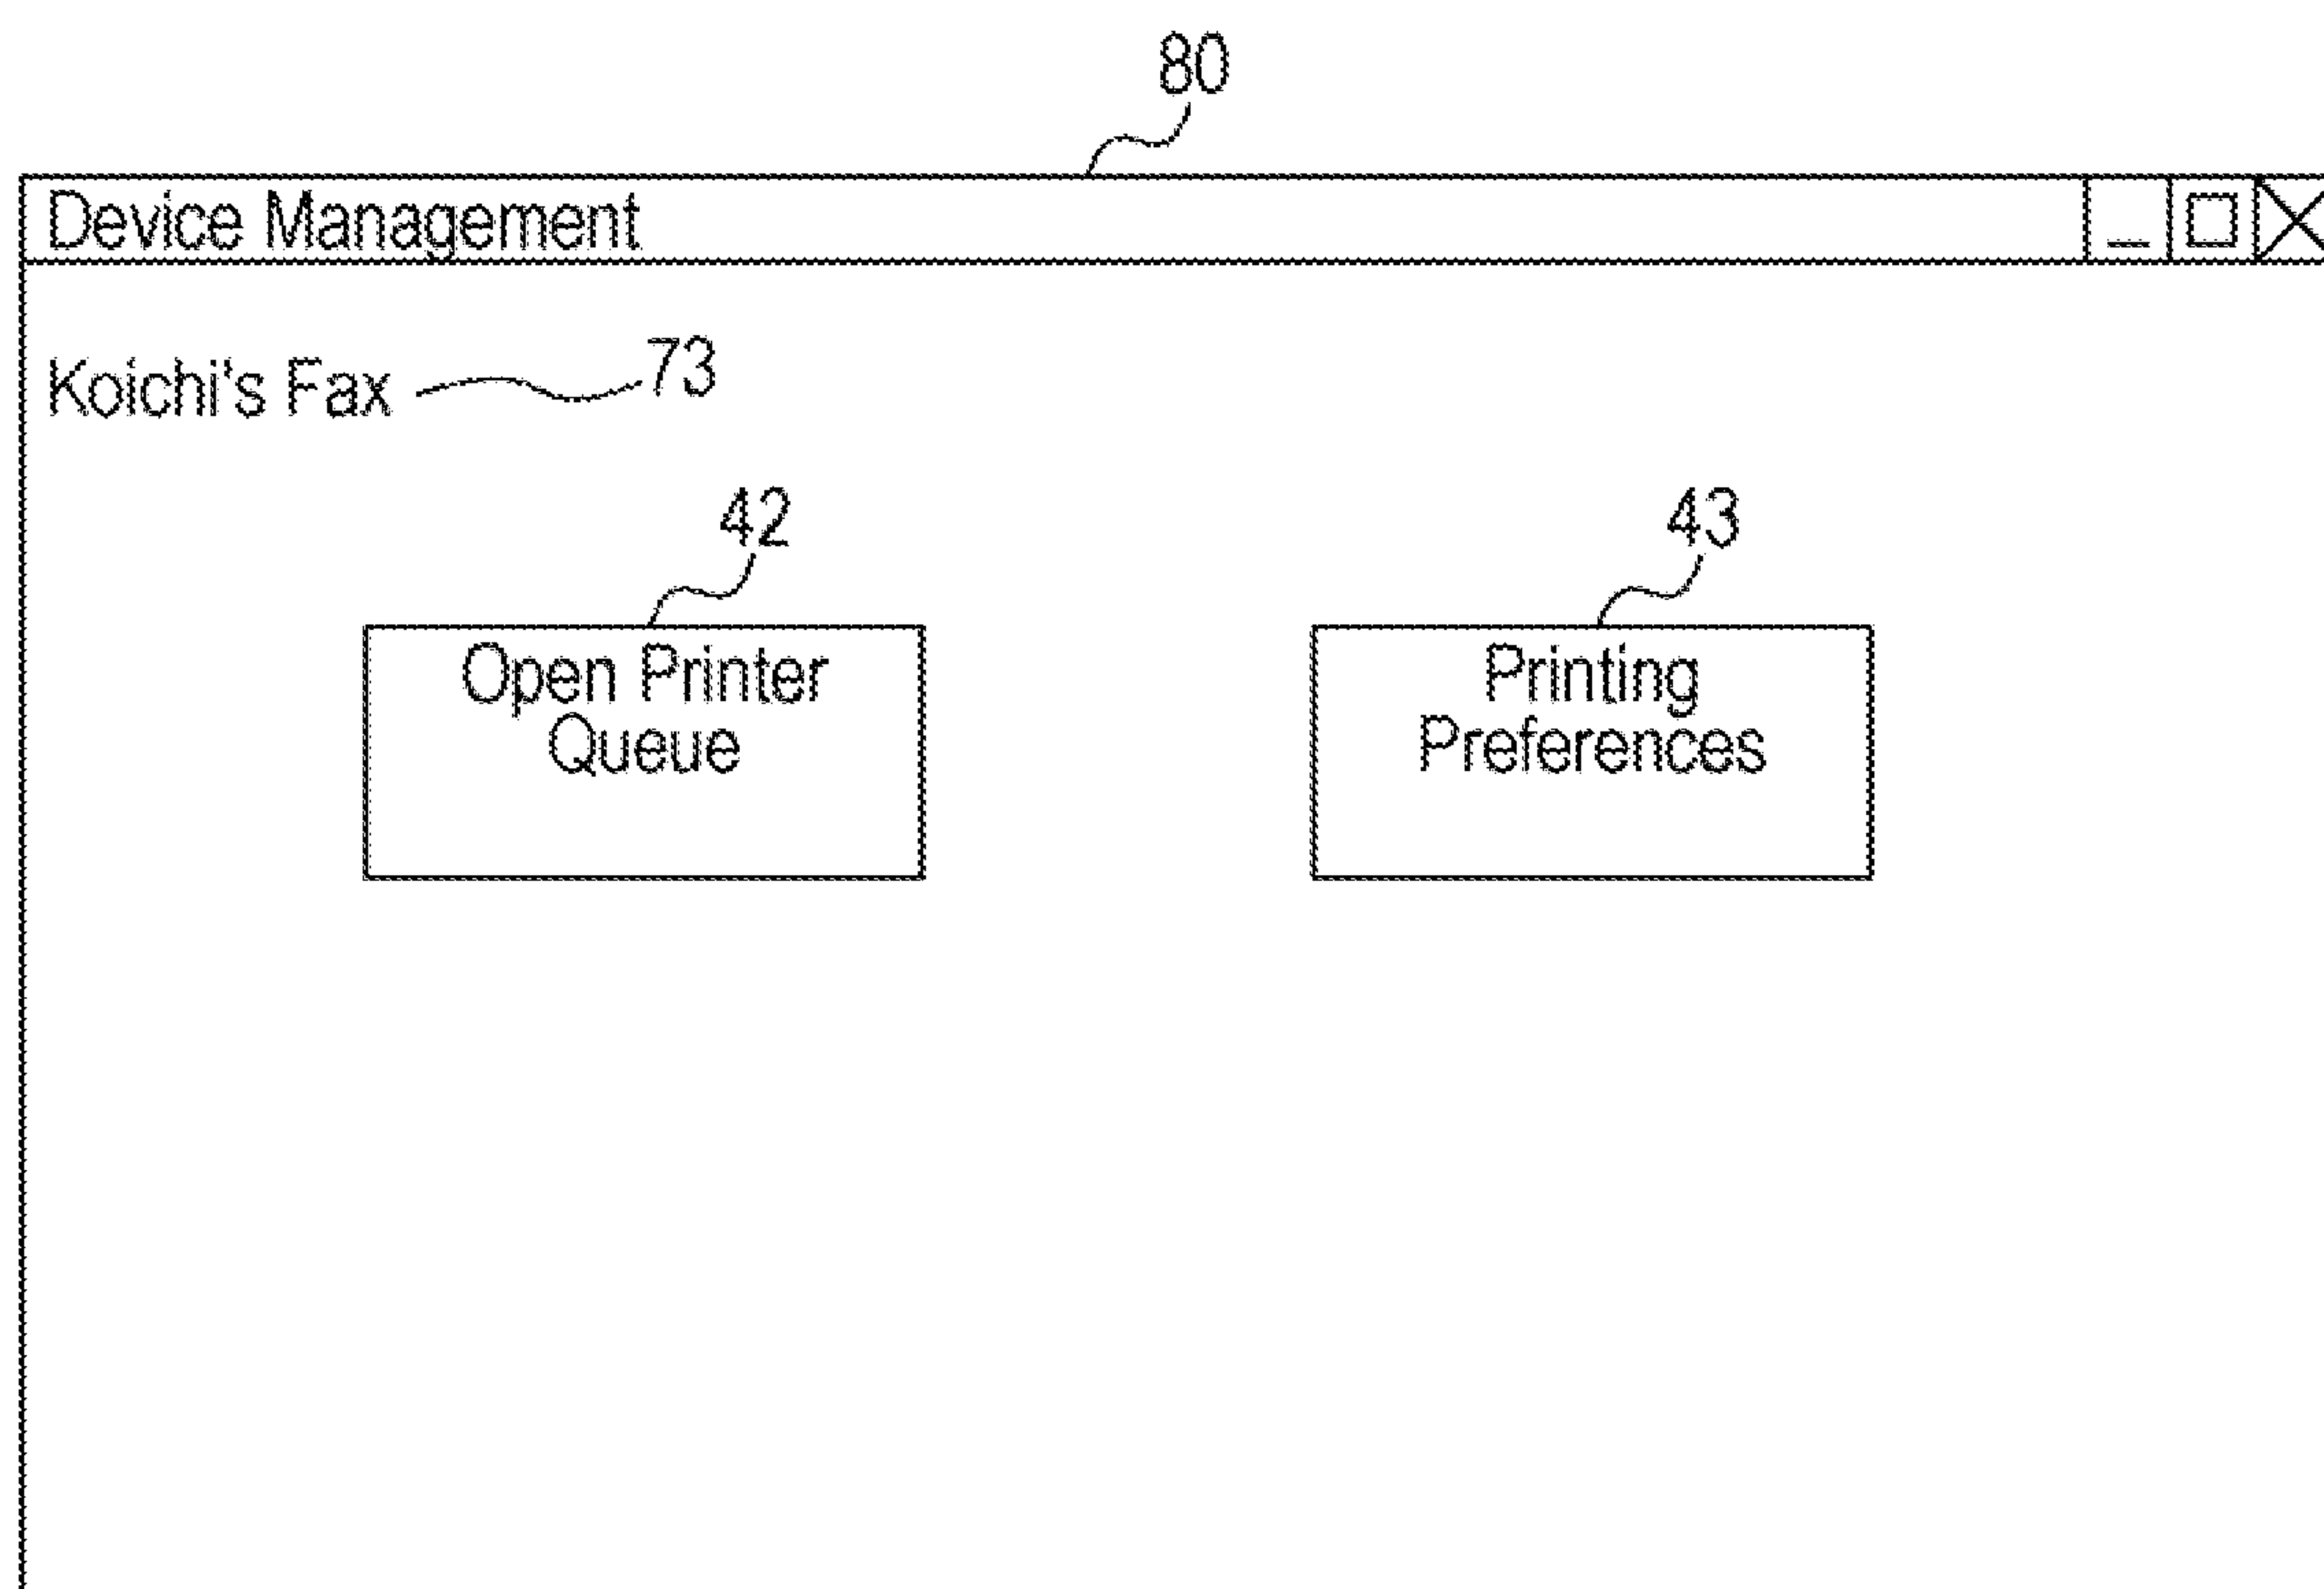 80
Device Management
Koichi's Fax 73
42
43
Open Printer
Queue
Printing
Preferences